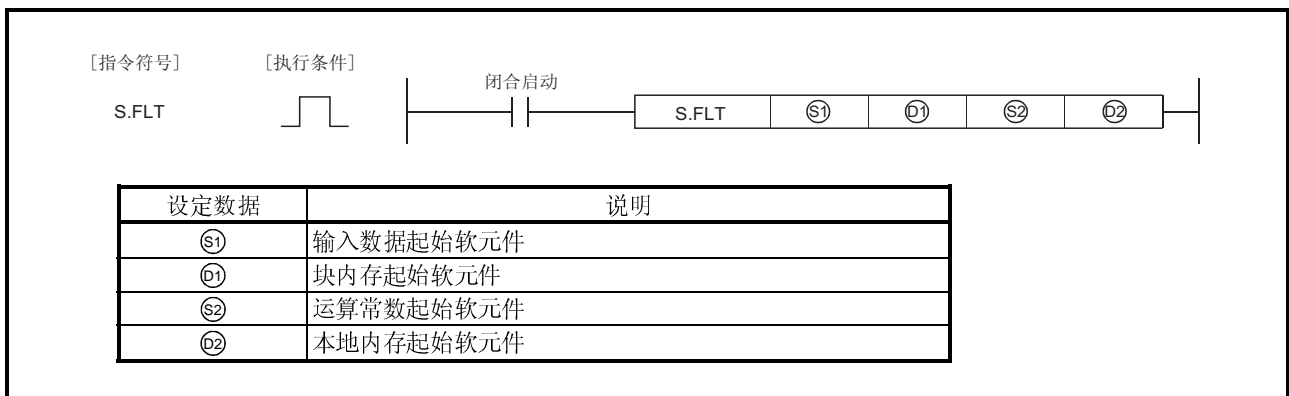 [指令符号] [执行条件]
闭合启动
S.FLT S.FLT S1 D1 S2 D2
设定数据 说明
S1 输入数据起始软元件
D1 块内存起始软元件
S2 运算常数起始软元件
D2 本地内存起始软元件